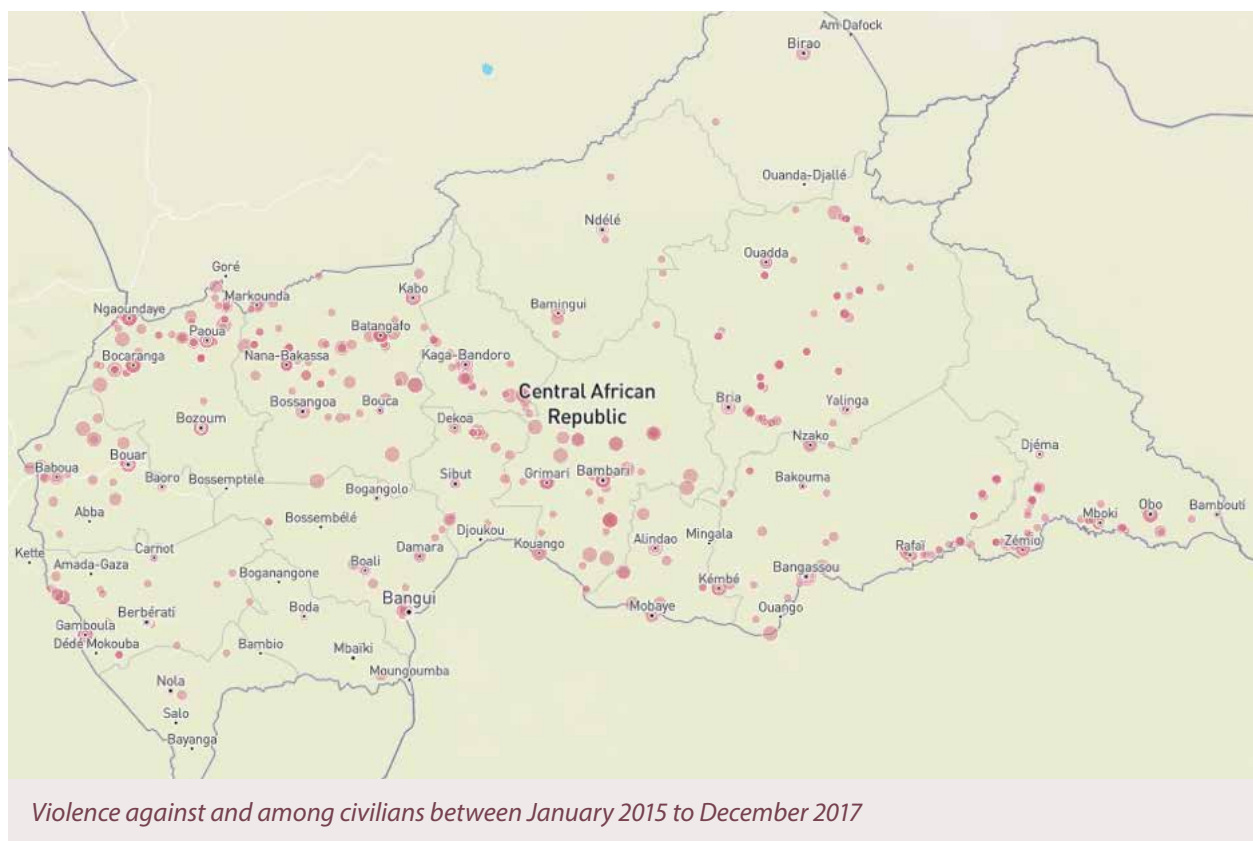 Am Dafock
Birao
Ouanda-Djallé
Ndélé
Ouadda
Goré
Markounda
Kabo
Ngaoundaye
Bamingui
Paoua
Batangafo
Bocaranga
Nana-Bakassa
Kaga-Bandoro
Central African
Republic
Bria
Yalinga
Bossangoa
Bouca
Bozoum
Dekoa
Nzako
Djéma
Bouar
Baboua
Baoro
Bossemptélé
Sibut
Grimari
Bambari
Bakouma
Bogangolo
Abba
Bossembélé
Djoukou
Mboki
Obo
Bambouti
Kette
Carnot
Damara
Kouango
Alindao
Mingala
Rafaï
Zémio
Amada-Gaza
Boganangone
Boali
Bangassou
Kémbé
Berbérati
Boda
Bangui
Mobaye
Ouango
Gamboula
Dédé Mokouba
Bambio
Mbaïki
Moungoumba
Nola
Salo
Bayanga
Violence against and among civilians between January 2015 to December 2017